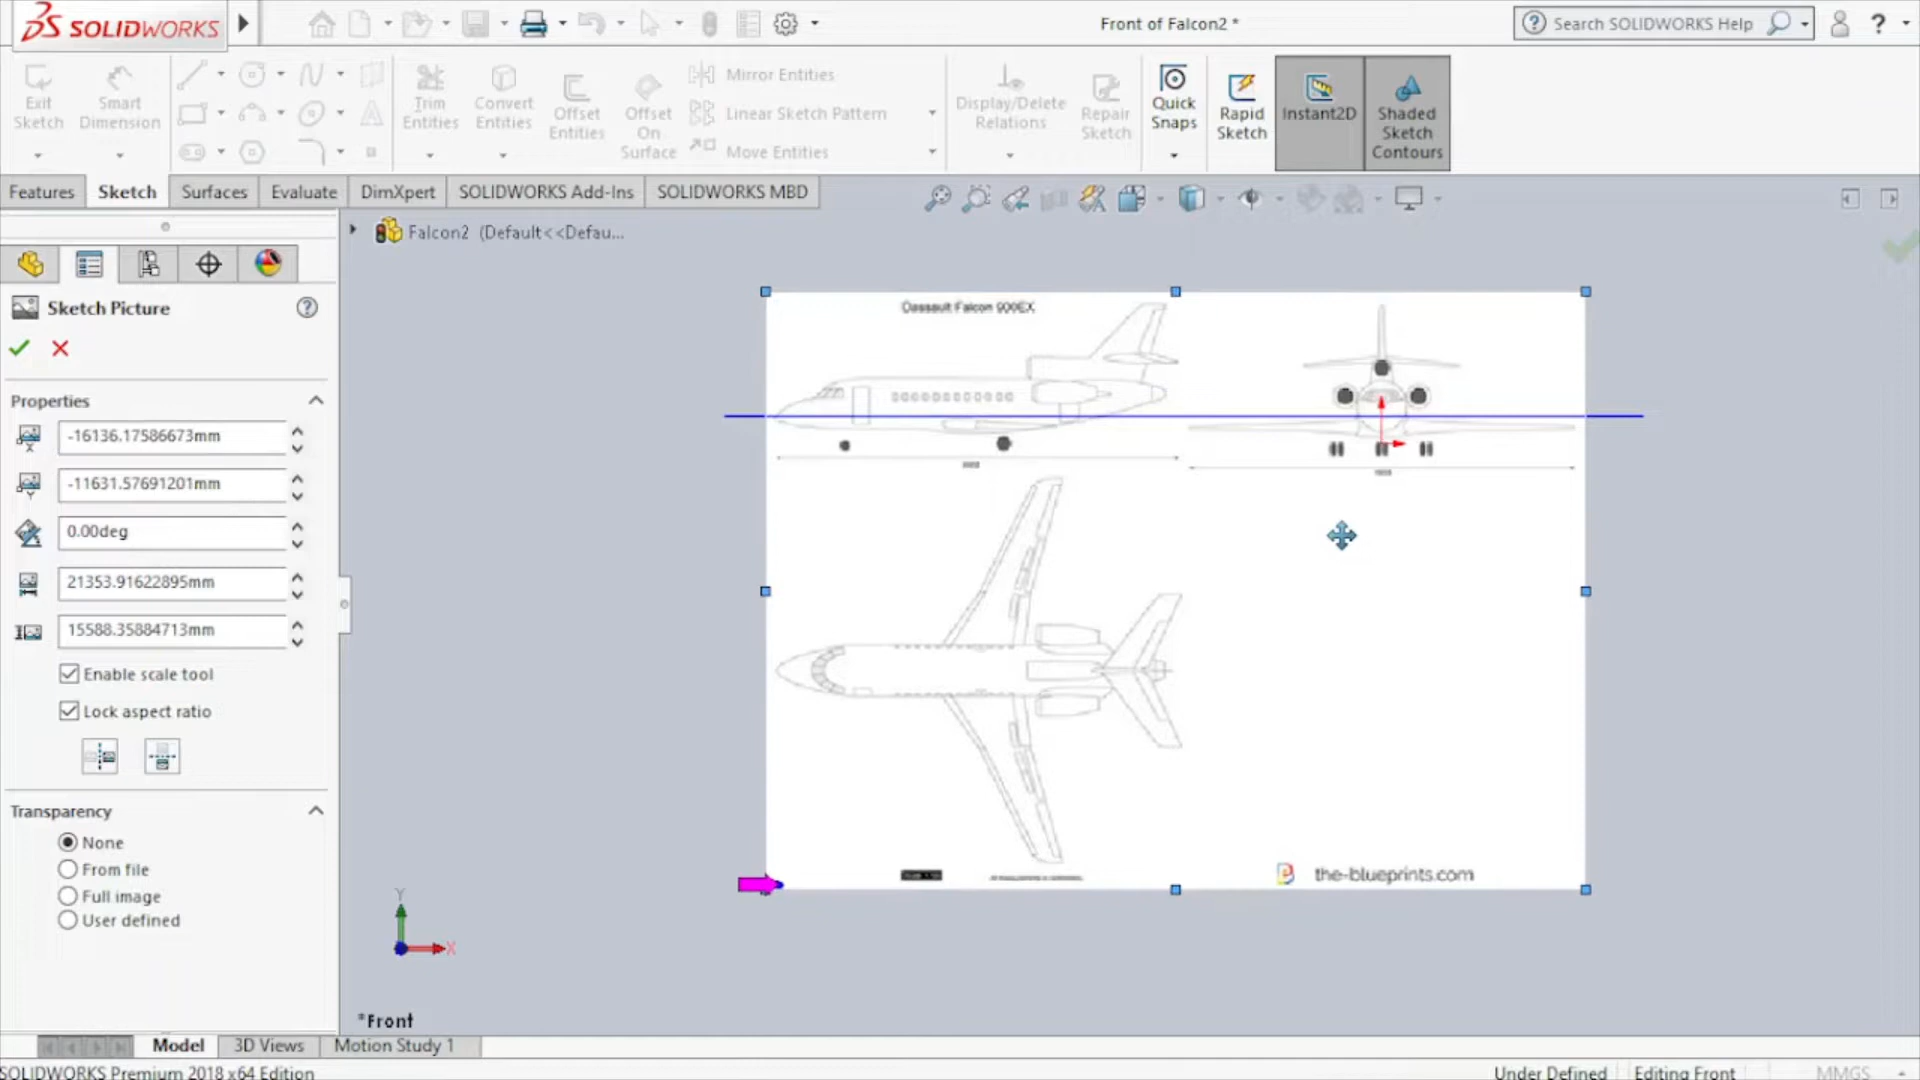 SOLIDWORKS
Front of Falcon2 *
Search SOLIDWORKS Help
?
Exit Sketch
Smart Dimension
Trim Entities
Convert Entities
Offset Entities
Offset On Surface
Mirror Entities
Linear Sketch Pattern
Move Entities
Display/Delete Relations
Repair Sketch
Quick Snaps
Rapid Sketch
Instant2D
Shaded Sketch Contours
Features
Sketch
Surfaces
Evaluate
DimXpert
SOLIDWORKS Add-Ins
SOLIDWORKS MBD
Falcon2 (Default<<Defau...
Sketch Picture
Properties
-16136.17586673mm
-11631.57691201mm
0.00deg
21353.91622895mm
15588.35884713mm
Enable scale tool
Lock aspect ratio
Transparency
None
From file
Full image
User defined
Dassault Falcon 900EX
the-blueprints.com
Y
X
*Front
Model
3D Views
Motion Study 1
SOLIDWORKS Premium 2018 x64 Edition
Under Defined
Editing Front
MMGS